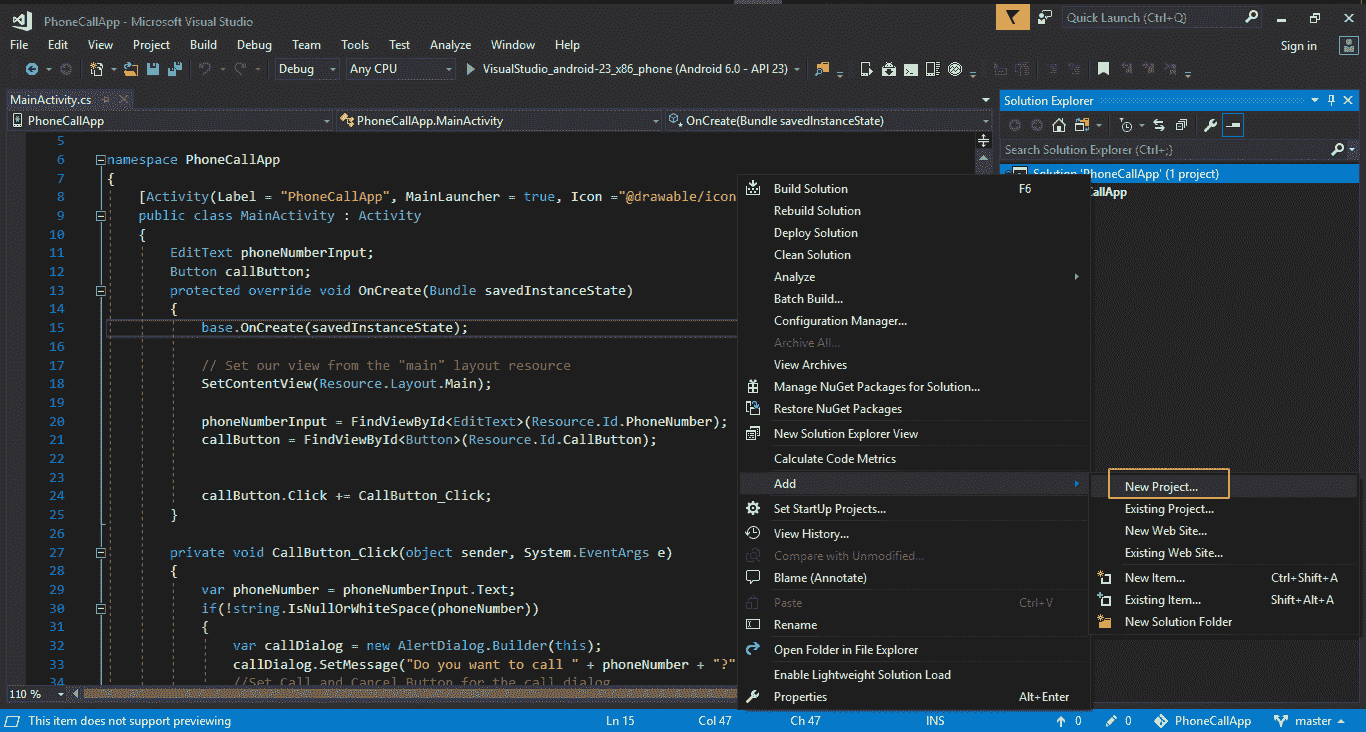 PhoneCallApp - Microsoft Visual Studio
Quick Launch (Ctrl+Q)
File Edit View Project Build Debug Team Tools Test Analyze Window Help
Sign in
Debug Any CPU VisualStudio_android-23_x86_phone (Android 6.0 - API 23)
MainActivity.cs
PhoneCallApp PhoneCallApp.MainActivity OnCreate(Bundle savedInstanceState)
5
6 namespace PhoneCallApp
7 {
8 [Activity(Label = "PhoneCallApp", MainLauncher = true, Icon ="@drawable/icon
9 public class MainActivity : Activity
10 {
11 EditText phoneNumberInput;
12 Button callButton;
13 protected override void OnCreate(Bundle savedInstanceState)
14 {
15 base.OnCreate(savedInstanceState);
16
17 // Set our view from the "main" layout resource
18 SetContentView(Resource.Layout.Main);
19
20 phoneNumberInput = FindViewById<EditText>(Resource.Id.PhoneNumber);
21 callButton = FindViewById<Button>(Resource.Id.CallButton);
22
23
24 callButton.Click += CallButton_Click;
25 }
26
27 private void CallButton_Click(object sender, System.EventArgs e)
28 {
29 var phoneNumber = phoneNumberInput.Text;
30 if(!string.IsNullOrWhiteSpace(phoneNumber))
31 {
32 var callDialog = new AlertDialog.Builder(this);
33 callDialog.SetMessage("Do you want to call " + phoneNumber + "?"
34 //Set Call and Cancel Button for the call dialog
110 %
Solution Explorer
Search Solution Explorer (Ctrl+;)
Solution 'PhoneCallApp' (1 project)
CallApp
Build Solution F6
Rebuild Solution
Deploy Solution
Clean Solution
Analyze
Batch Build...
Configuration Manager...
Archive All...
View Archives
Manage NuGet Packages for Solution...
Restore NuGet Packages
New Solution Explorer View
Calculate Code Metrics
Add
Set StartUp Projects...
View History...
Compare with Unmodified...
Blame (Annotate)
Paste Ctrl+V
Rename
Open Folder in File Explorer
Enable Lightweight Solution Load
Properties Alt+Enter
New Project...
Existing Project...
New Web Site...
Existing Web Site...
New Item... Ctrl+Shift+A
Existing Item... Shift+Alt+A
New Solution Folder
This item does not support previewing Ln 15 Col 47 Ch 47 INS 0 0 PhoneCallApp master